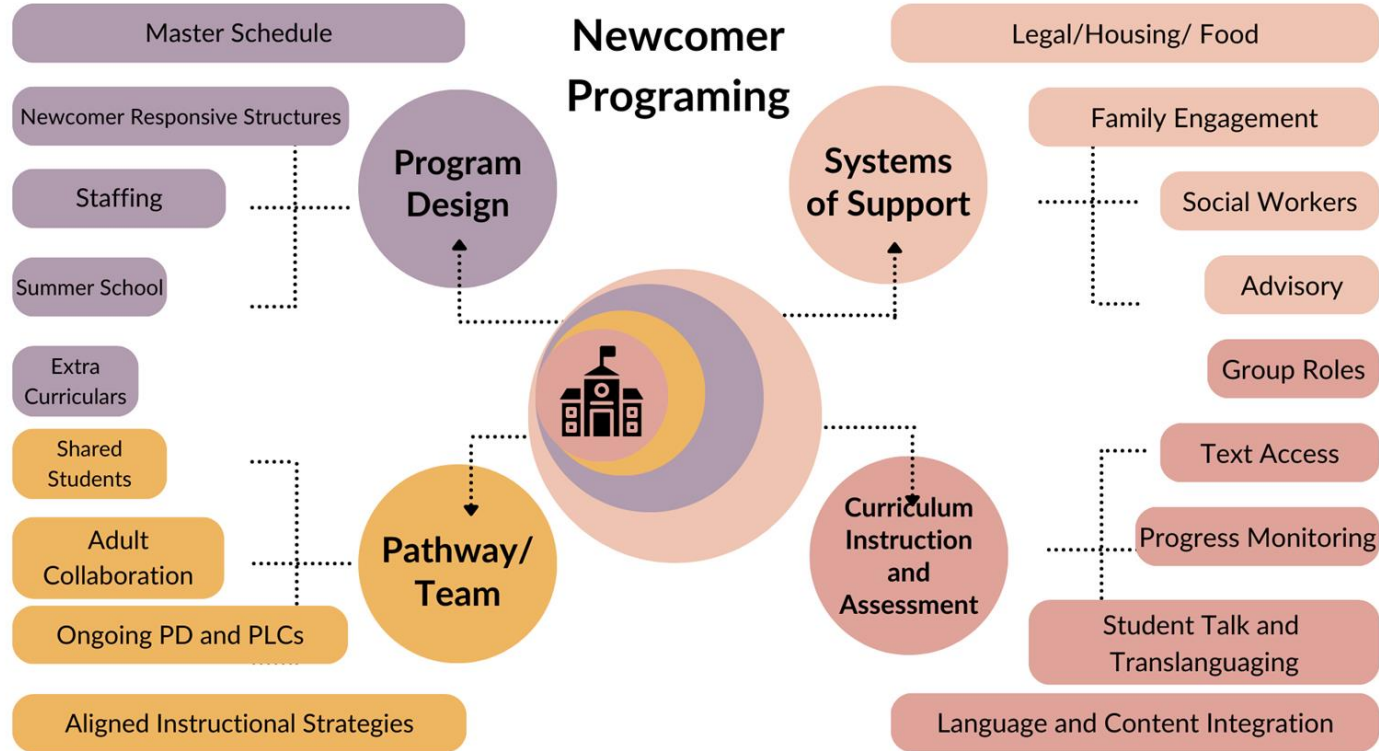 Newcomer
Programing
Master Schedule
Newcomer Responsive Structures
Staffing
Summer School
Extra
Curriculars
Program
Design
Legal/Housing/ Food
Family Engagement
Social Workers
Advisory
Systems
of Support
Shared
Students
Adult
Collaboration
Ongoing PD and PLCs
Aligned Instructional Strategies
Pathway/
Team
Group Roles
Text Access
Progress Monitoring
Student Talk and
Translanguaging
Language and Content Integration
Curriculum
Instruction
and
Assessment